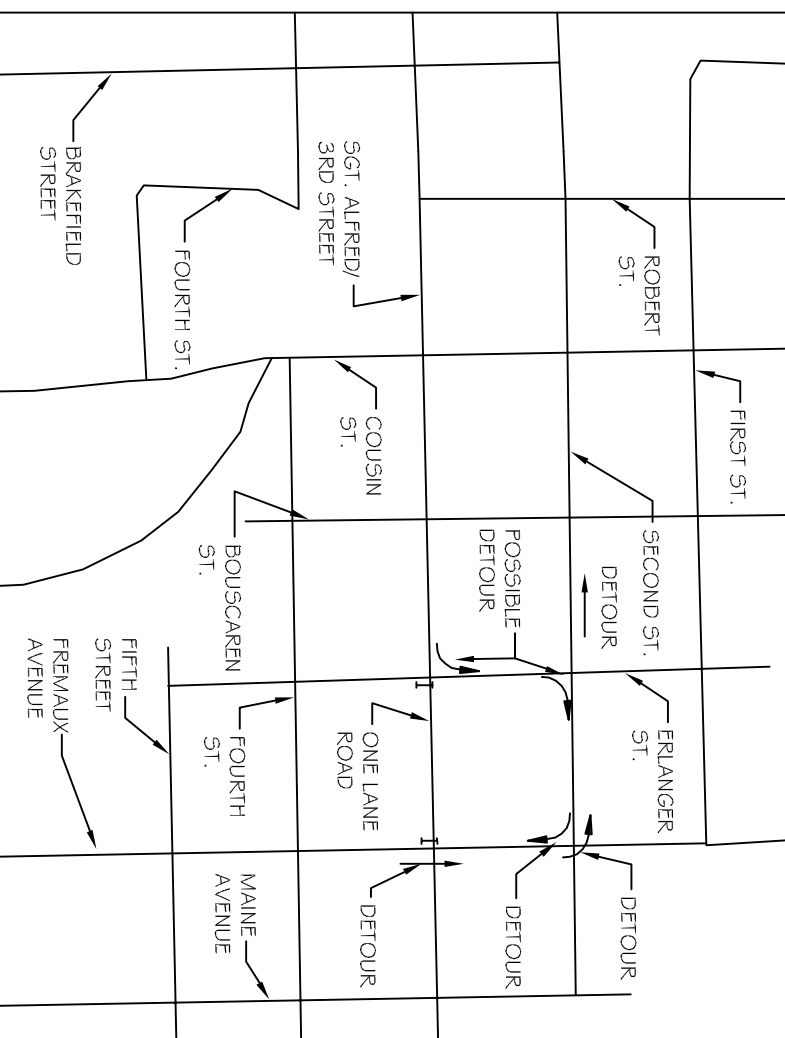 BRAKEFIELD
STREET
FOURTH ST.
SGT. ALFRED/
3RD STREET
ROBERT
ST.
FIRST ST.
COUSIN
ST.
BOUSCAREN
ST.
POSSIBLE
DETOUR
SECOND ST.
DETOUR
ERLANGER
ST.
FIFTH
STREET
FREMAUX
AVENUE
FOURTH
ST.
ONE LANE
ROAD
MAINE
AVENUE
DETOUR
DETOUR
DETOUR